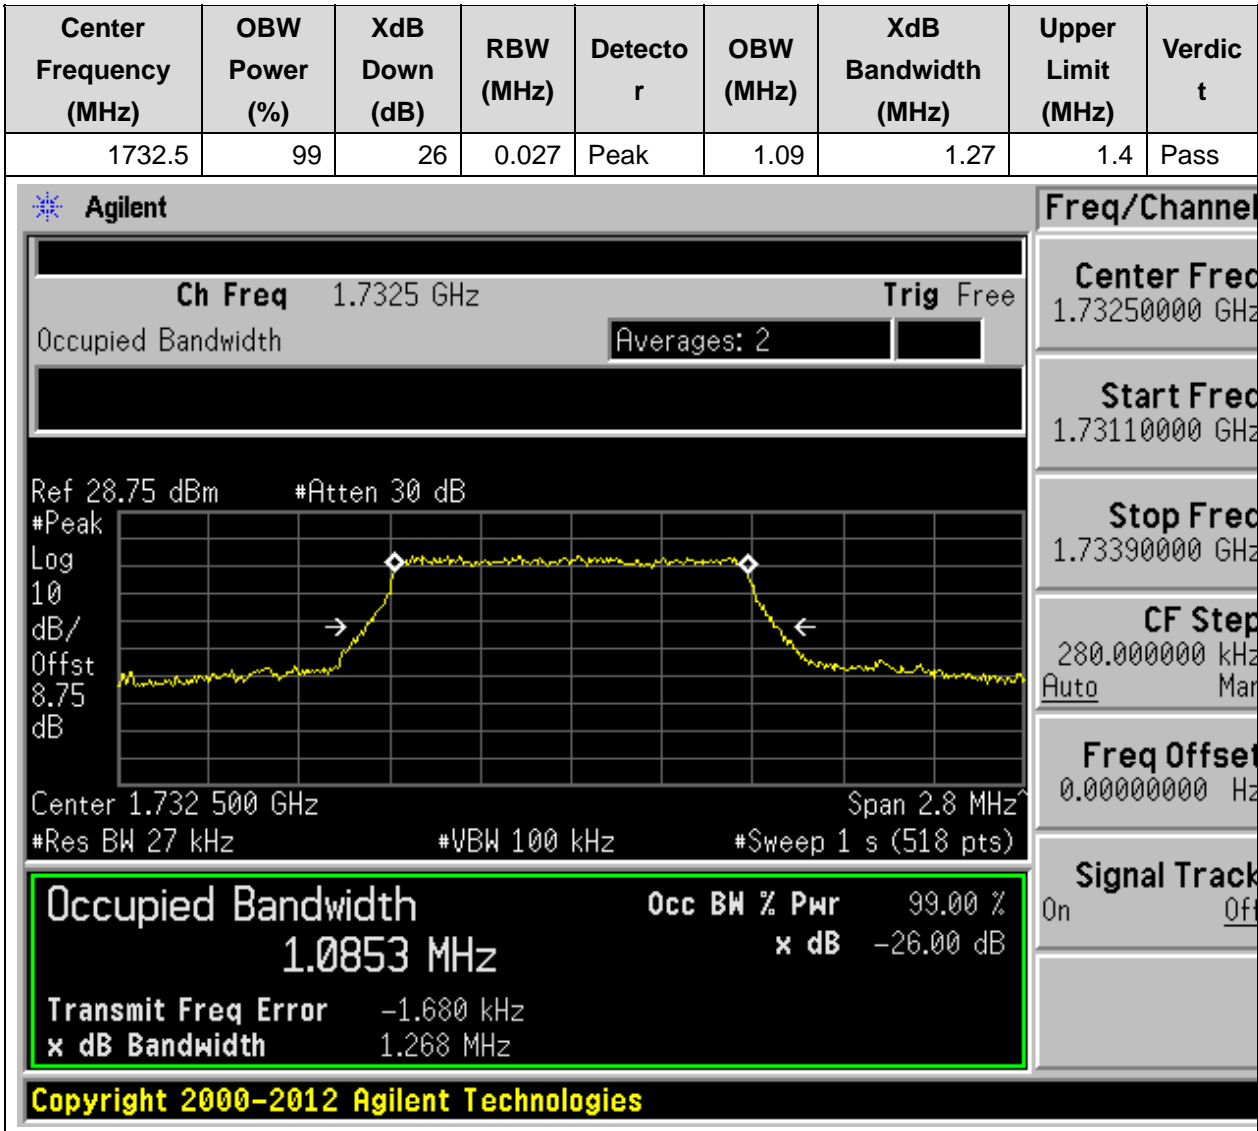 Center Frequency (MHz) OBW Power (%) XdB Down (dB) RBW (MHz) Detecto r OBW (MHz) XdB Bandwidth (MHz) Upper Limit (MHz) Verdic t
1732.5 99 26 0.027 Peak 1.09 1.27 1.4 Pass
Agilent
Freq/Channel
Ch Freq 1.7325 GHz Trig Free
Occupied Bandwidth Averages: 2
Center Freq
1.73250000 GHz
Start Freq
1.73110000 GHz
Stop Freq
1.73390000 GHz
CF Step
280.000000 kHz
Auto Man
Freq Offset
0.00000000 Hz
Signal Track
On Off
Ref 28.75 dBm #Atten 30 dB
#Peak
Log
10
dB/
Offst
8.75
dB
Center 1.732 500 GHz Span 2.8 MHz^
#Res BW 27 kHz #VBW 100 kHz #Sweep 1 s (518 pts)
Occupied Bandwidth Occ BW % Pwr 99.00 %
1.0853 MHz x dB -26.00 dB
Transmit Freq Error -1.680 kHz
x dB Bandwidth 1.268 MHz
Copyright 2000-2012 Agilent Technologies